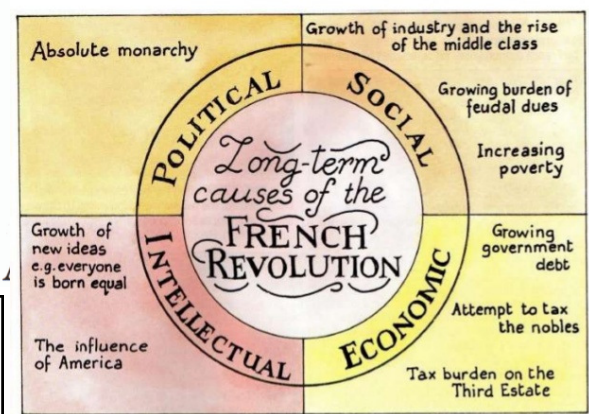 Absolute monarchy
POLITICAL
Growth of industry and the rise
of the middle class
Growing burden of
feudal dues
Increasing
poverty
SOCIAL
Long-term
causes of the
FRENCH
REVOLUTION
Growth of
new ideas
e.g. everyone
is born equal
The influence
of America
INTELLECTUAL
Growing
government
debt
Attempt to tax
the nobles
Tax burden on the
Third Estate
ECONOMIC